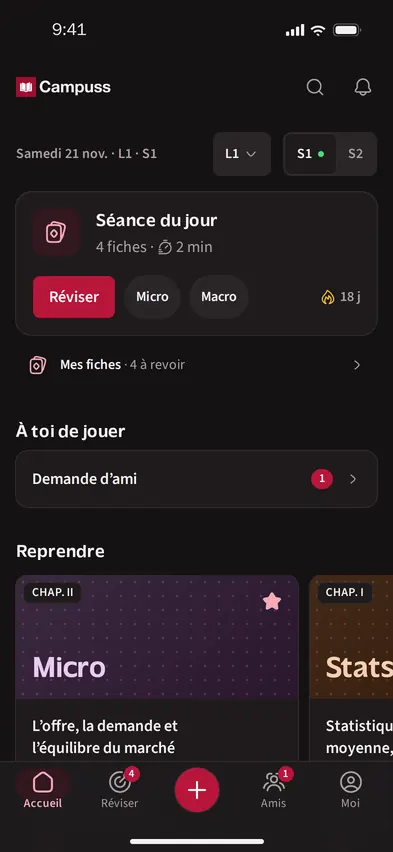 9:41
Campuss
Samedi 21 nov. · L1 · S1
L1
S1
S2
Séance du jour
4 fiches · 2 min
Réviser
Micro
Macro
18 j
Mes fiches · 4 à revoir
À toi de jouer
Demande d’ami
1
Reprendre
CHAP. II
Micro
L’offre, la demande et
l’équilibre du marché
CHAP. I
Stats
Statistiqu
moyenne,
Accueil
4
Réviser
1
Amis
Moi